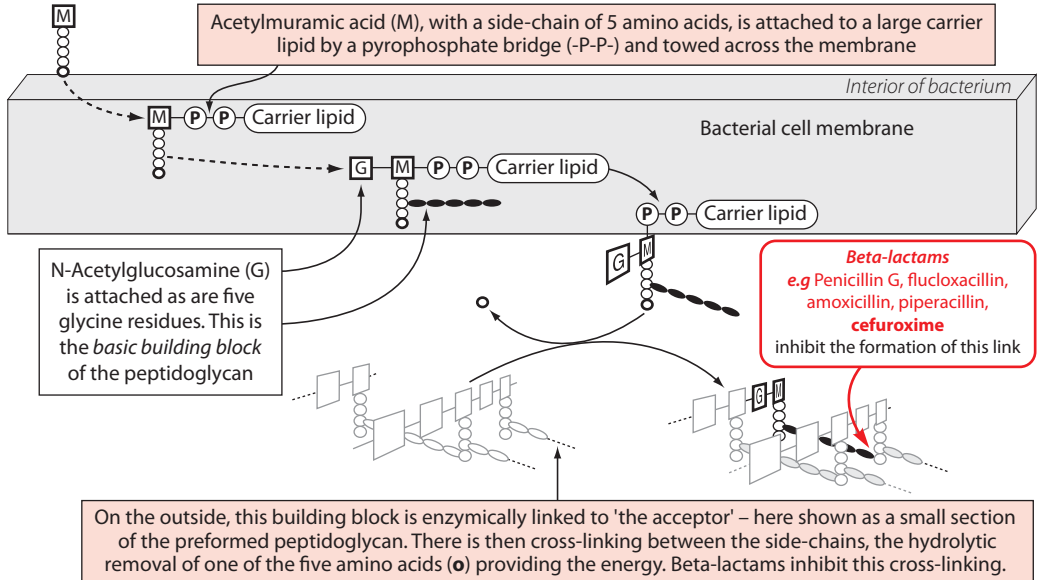 Acetylmuramic acid (M), with a side-chain of 5 amino acids, is attached to a large carrier
lipid by a pyrophosphate bridge (-P-P-) and towed across the membrane
M
Interior of bacterium
M P P Carrier lipid
Bacterial cell membrane
G M P P Carrier lipid
P P Carrier lipid
G M
N-Acetylglucosamine (G)
is attached as are five
glycine residues. This is
the basic building block
of the peptidoglycan
Beta-lactams
e.g Penicillin G, flucloxacillin,
amoxicillin, piperacillin,
cefuroxime
inhibit the formation of this link
G M
On the outside, this building block is enzymically linked to 'the acceptor' – here shown as a small section
of the preformed peptidoglycan. There is then cross-linking between the side-chains, the hydrolytic
removal of one of the five amino acids (o) providing the energy. Beta-lactams inhibit this cross-linking.